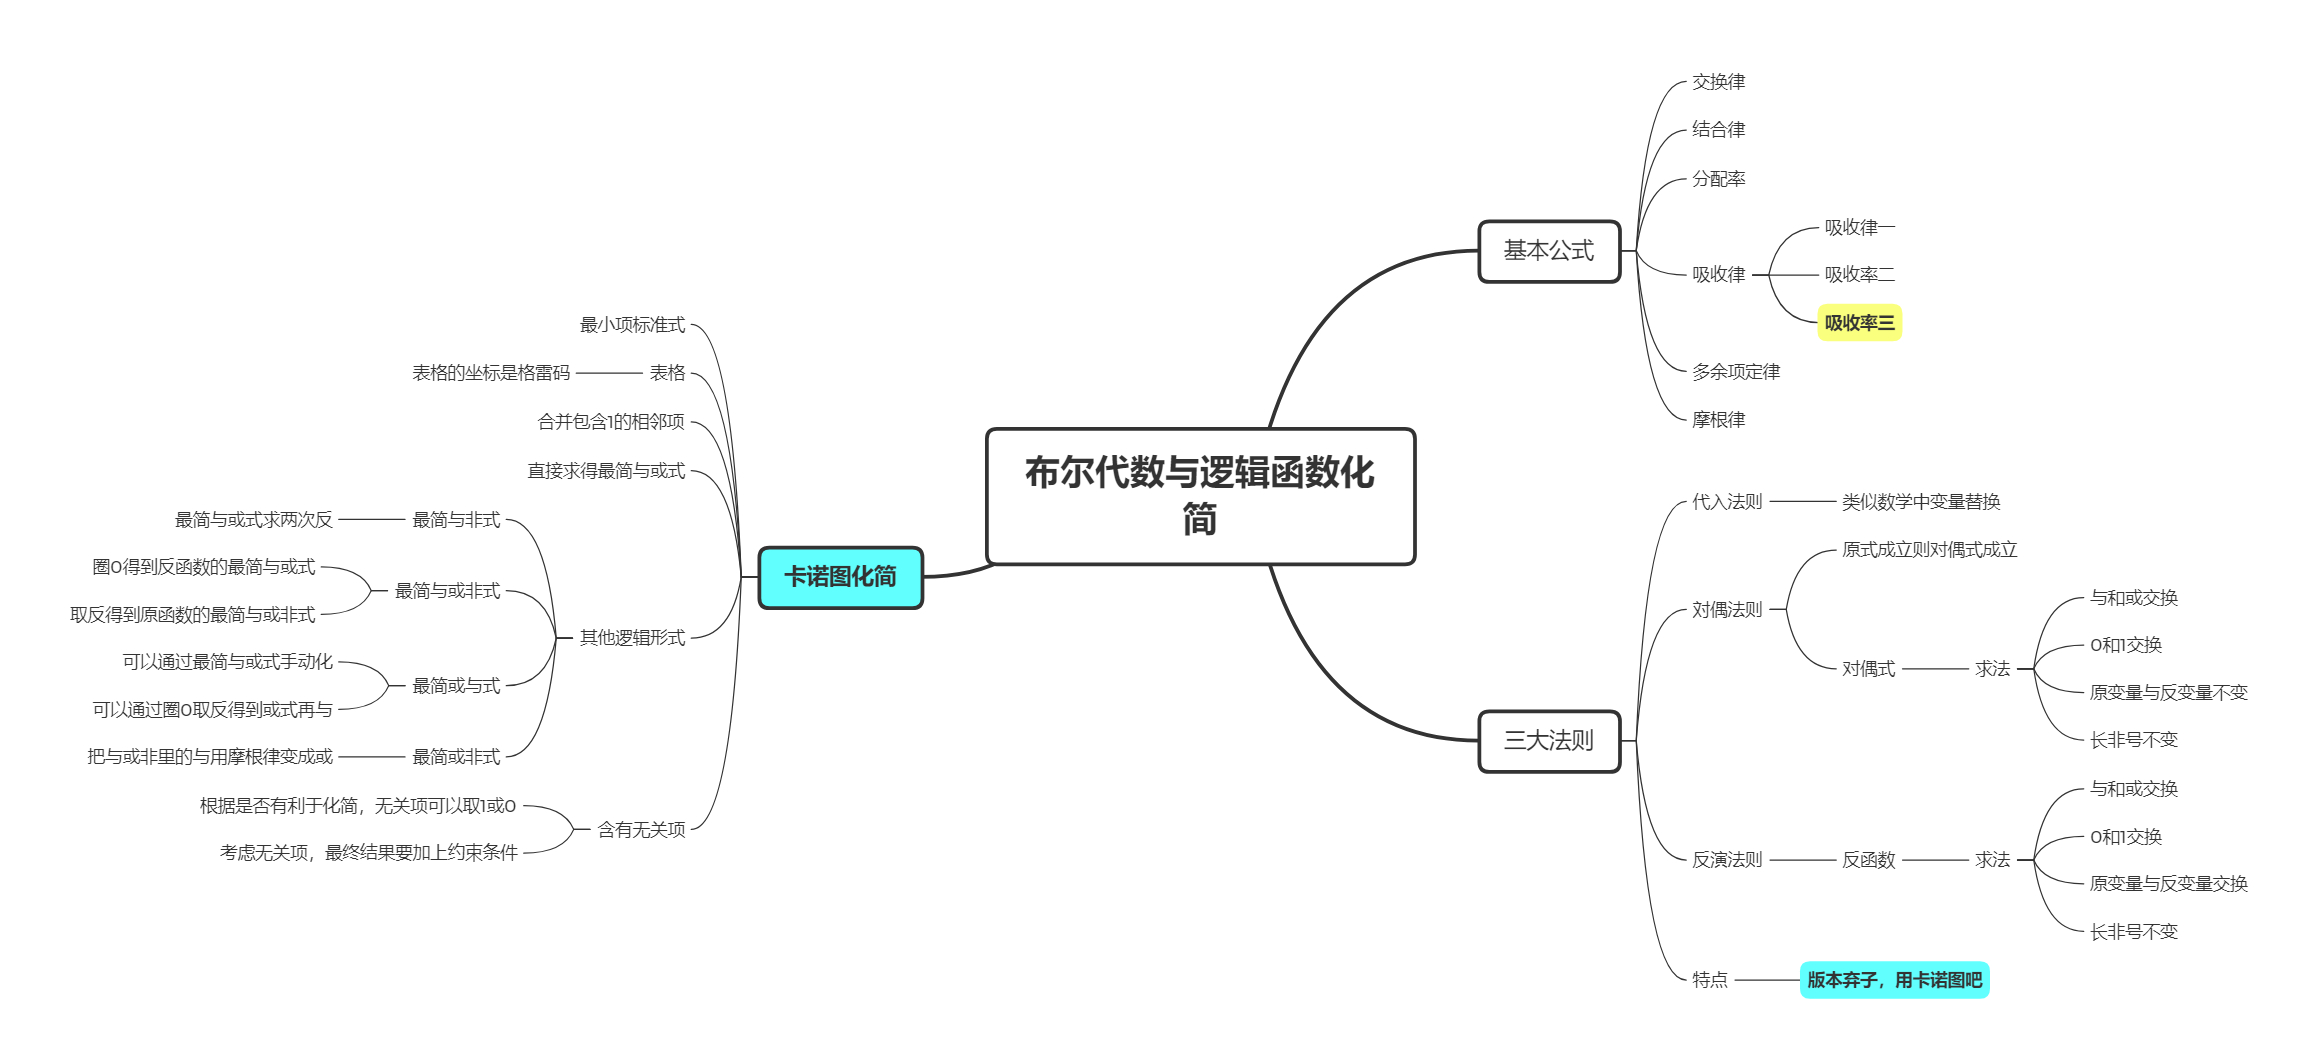 布尔代数与逻辑函数化
简
基本公式
交换律
结合律
分配率
吸收律
吸收律一
吸收率二
吸收率三
多余项定律
摩根律
三大法则
代入法则
类似数学中变量替换
对偶法则
原式成立则对偶式成立
对偶式
求法
与和或交换
0和1交换
原变量与反变量不变
长非号不变
反演法则
反函数
求法
与和或交换
0和1交换
原变量与反变量交换
长非号不变
特点
版本弃子，用卡诺图吧
卡诺图化简
最小项标准式
表格
表格的坐标是格雷码
合并包含1的相邻项
直接求得最简与或式
其他逻辑形式
最简与非式
最简与或式求两次反
最简与或非式
圈0得到反函数的最简与或式
取反得到原函数的最简与或非式
最简或与式
可以通过最简与或式手动化
可以通过圈0取反得到或式再与
最简或非式
把与或非里的与用摩根律变成或
含有无关项
根据是否有利于化简，无关项可以取1或0
考虑无关项，最终结果要加上约束条件